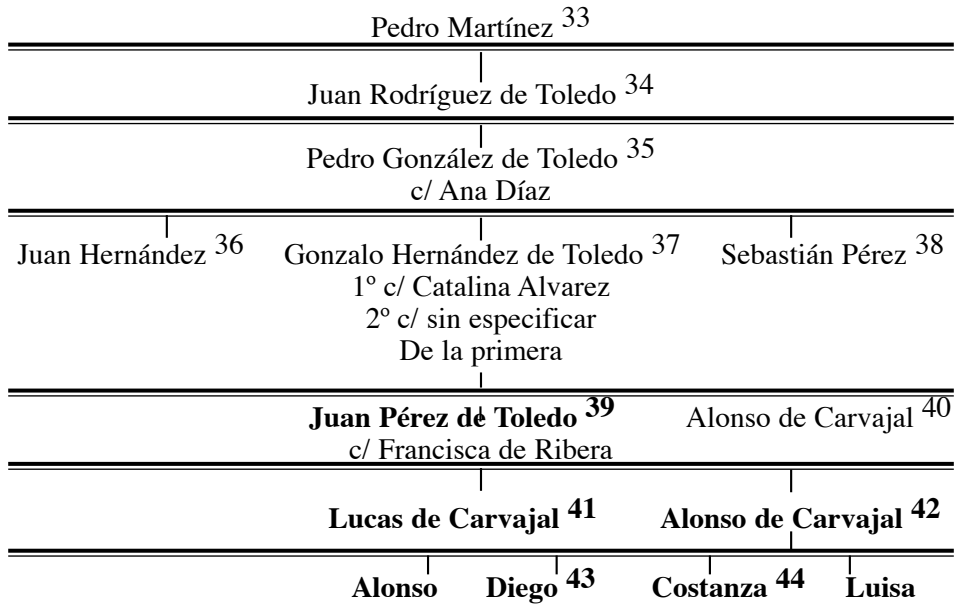 Pedro Martínez 33
Juan Rodríguez de Toledo 34
Pedro González de Toledo 35
c/ Ana Díaz
Juan Hernández 36 Gonzalo Hernández de Toledo 37 Sebastián Pérez 38
1º c/ Catalina Alvarez
2º c/ sin especificar
De la primera
Juan Pérez de Toledo 39 Alonso de Carvajal 40
c/ Francisca de Ribera
Lucas de Carvajal 41 Alonso de Carvajal 42
Alonso Diego 43 Costanza 44 Luisa